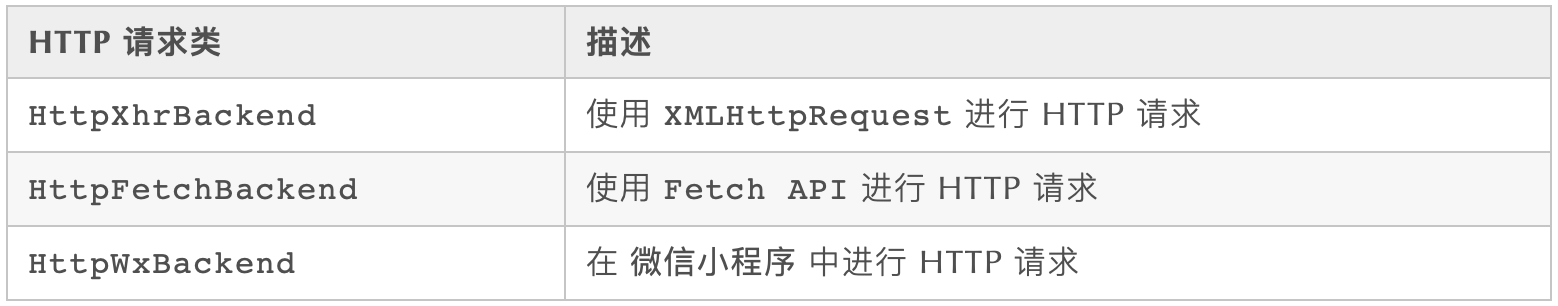 HTTP 请求类 描述
HttpXhrBackend 使用 XMLHttpRequest 进行 HTTP 请求
HttpFetchBackend 使用 Fetch API 进行 HTTP 请求
HttpWxBackend 在 微信小程序 中进行 HTTP 请求